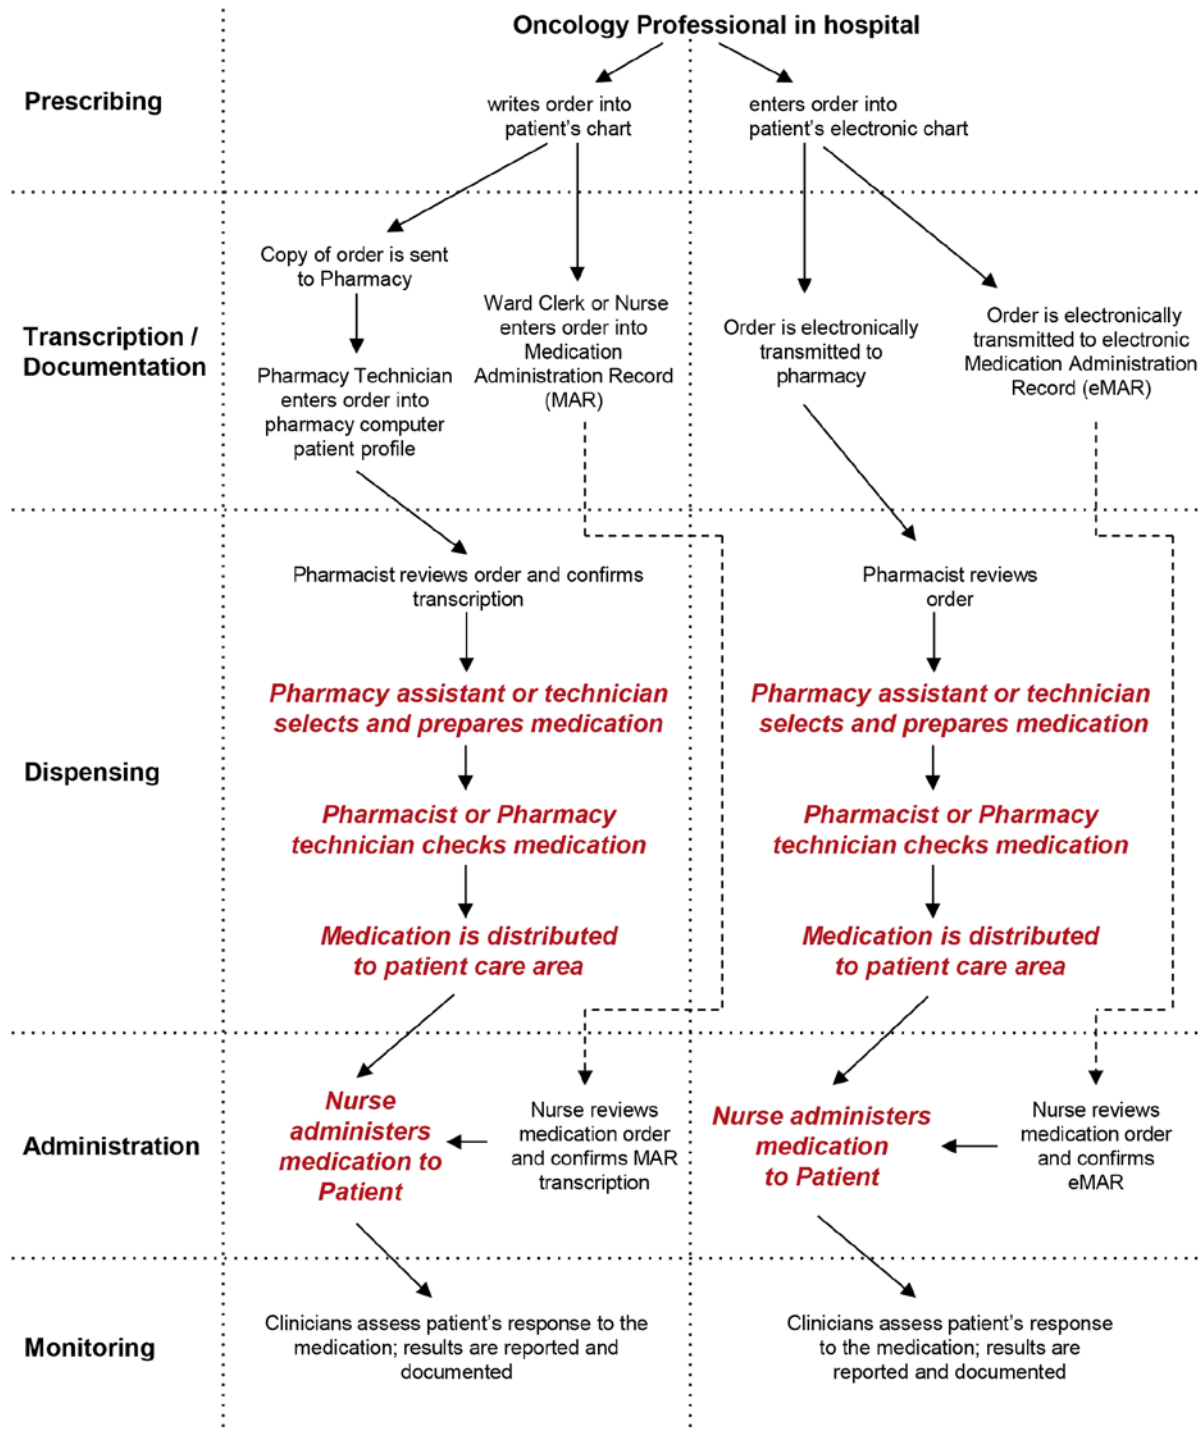 Oncology Professional in hospital
Prescribing
writes order into
patient's chart
enters order into
patient's electronic chart
Transcription /
Documentation
Copy of order is sent
to Pharmacy
Pharmacy Technician
enters order into
pharmacy computer
patient profile
Ward Clerk or Nurse
enters order into
Medication
Administration Record
(MAR)
Order is electronically
transmitted to
pharmacy
Order is electronically
transmitted to electronic
Medication Administration
Record (eMAR)
Dispensing
Pharmacist reviews order and confirms
transcription
Pharmacy assistant or technician
selects and prepares medication
Pharmacist or Pharmacy
technician checks medication
Medication is distributed
to patient care area
Pharmacist reviews
order
Pharmacy assistant or technician
selects and prepares medication
Pharmacist or Pharmacy
technician checks medication
Medication is distributed
to patient care area
Administration
Nurse
administers
medication to
Patient
Nurse reviews
medication order
and confirms MAR
transcription
Nurse administers
medication
to Patient
Nurse reviews
medication order
and confirms
eMAR
Monitoring
Clinicians assess patient's response to the
medication; results are reported and
documented
Clinicians assess patient's response
to the medication; results are
reported and documented